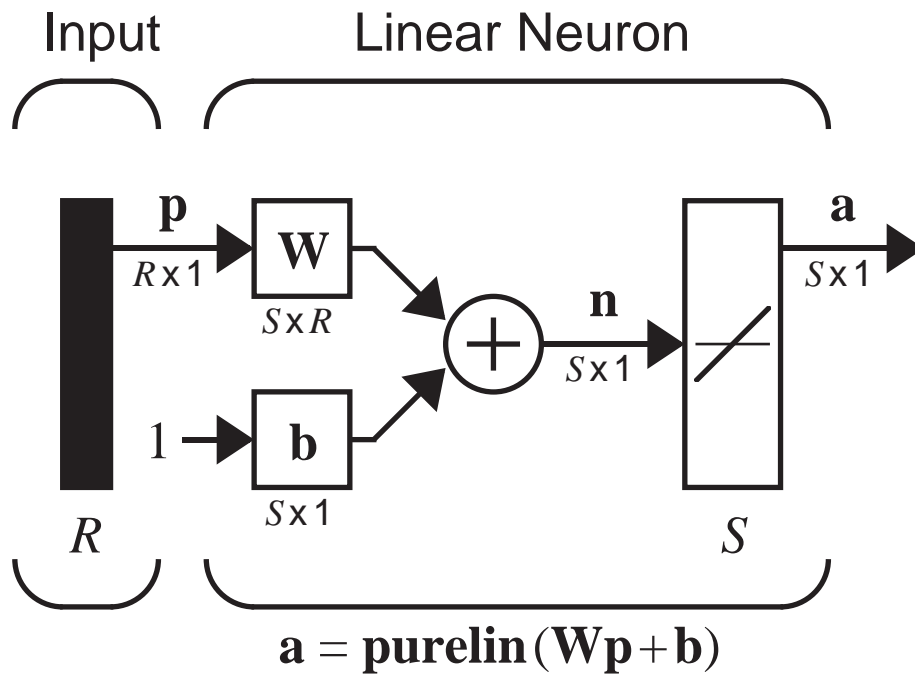 Input Linear Neuron
p W n a
R x 1 S x R S x 1 S x 1
1 b
S x 1
R S
a = purelin (Wp + b)